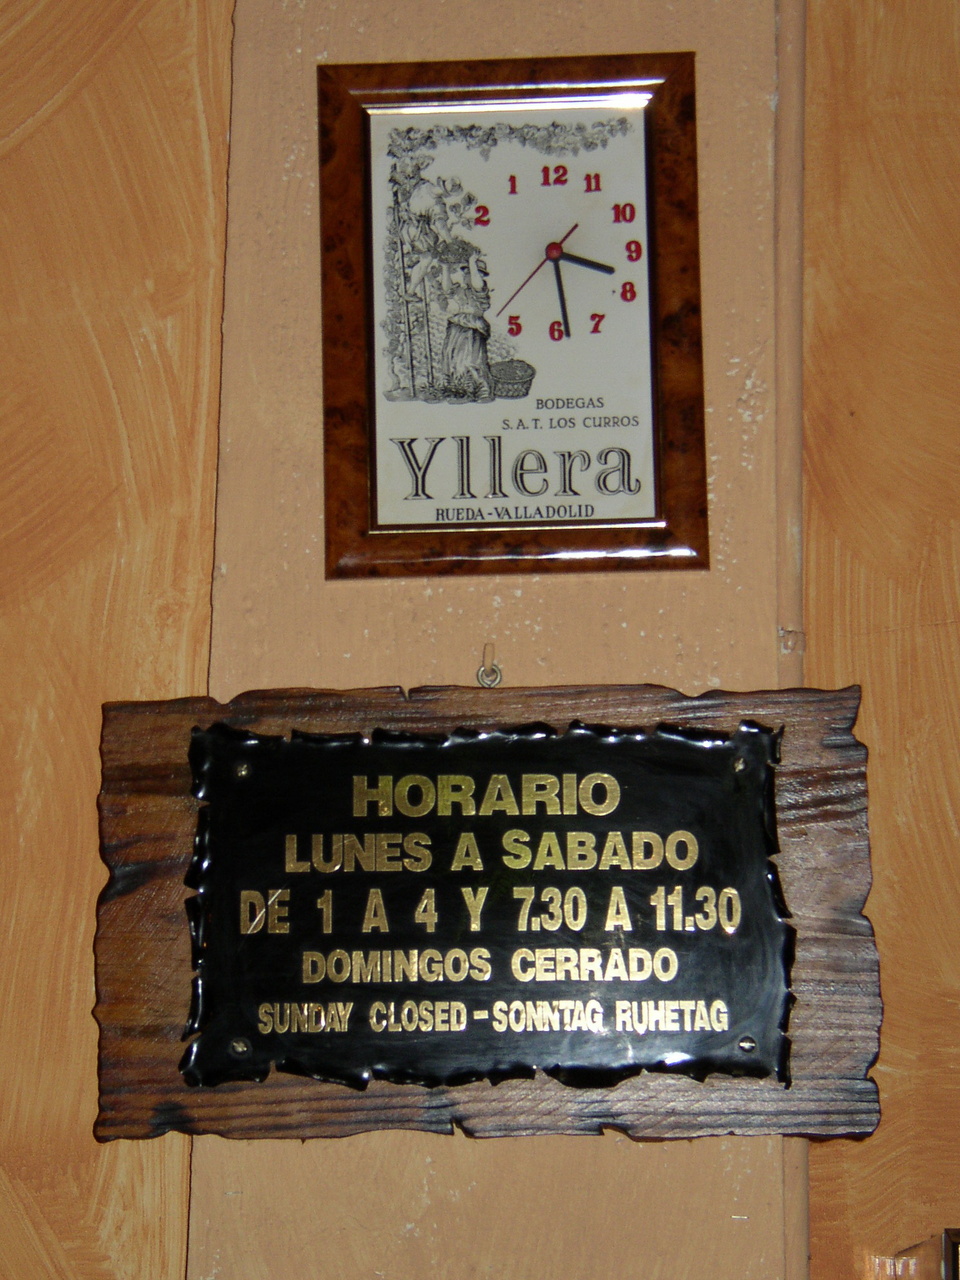 12
1
11
2
10
9
8
5
6
7
BODEGAS
S.A.T. LOS CURROS
Yllera
RUEDA-VALLADOLID
HORARIO
LUNES A SABADO
DE 1 A 4 Y 7.30 A 11.30
DOMINGOS CERRADO
SUNDAY CLOSED - SONNTAG RUHETAG